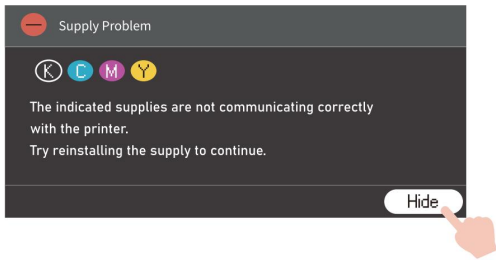 Supply Problem
K C M Y
The indicated supplies are not communicating correctly
with the printer.
Try reinstalling the supply to continue.
Hide